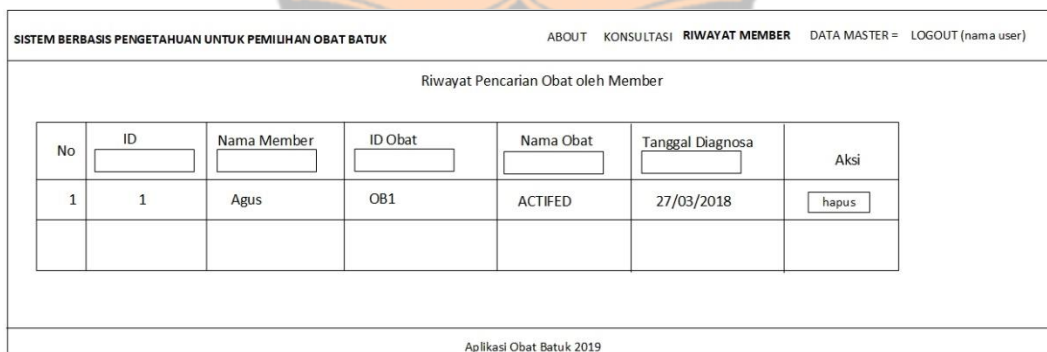 SISTEM BERBASIS PENGETAHUAN UNTUK PEMILIHAN OBAT BATUK ABOUT KONSULTASI RIWAYAT MEMBER DATA MASTER = LOGOUT (nama user)
Riwayat Pencarian Obat oleh Member
No ID Nama Member ID Obat Nama Obat Tanggal Diagnosa Aksi
1 1 Agus OB1 ACTIFED 27/03/2018 hapus
Aplikasi Obat Batuk 2019